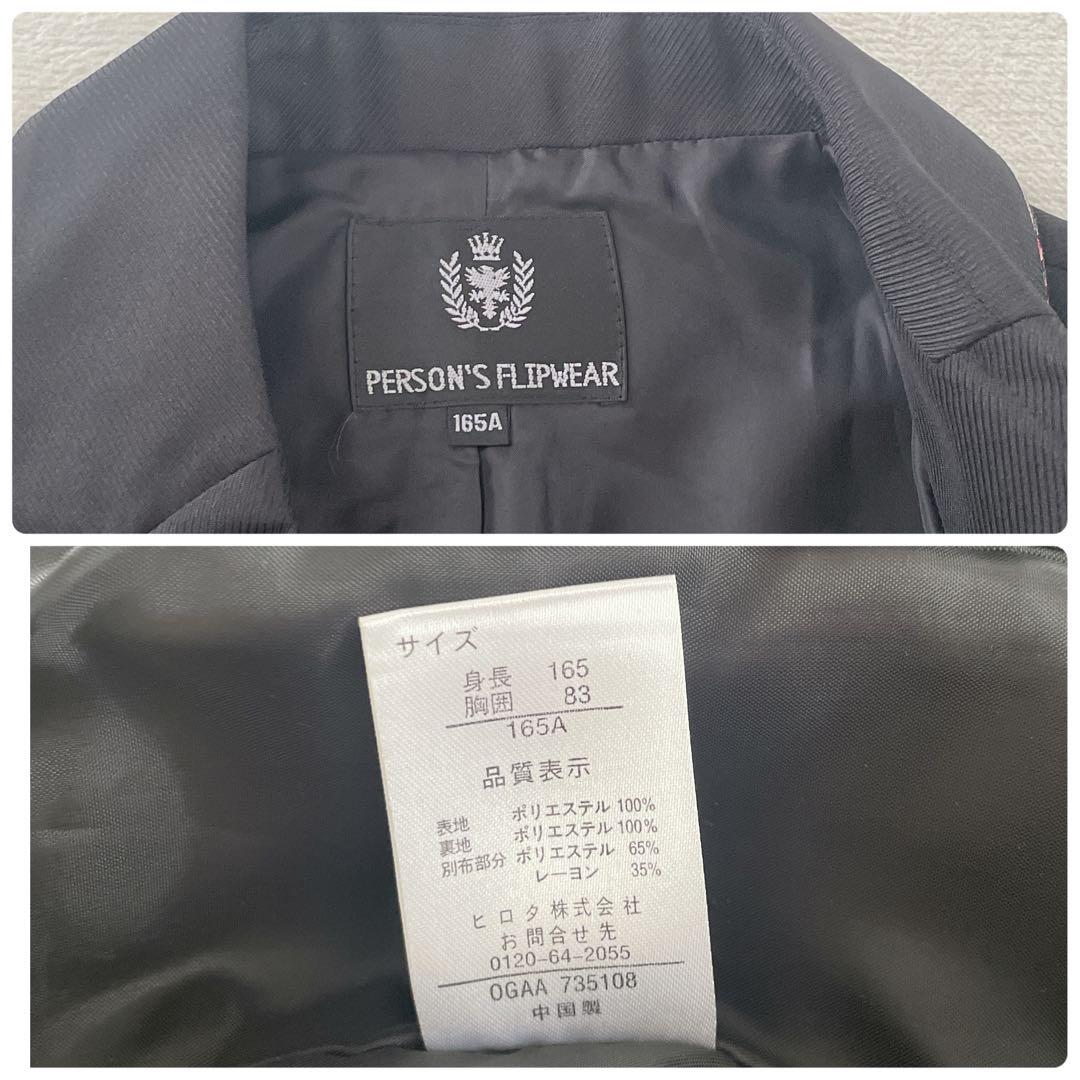 PERSON'S FLIPWEAR
165A
サイズ
身長 165
胸囲 83
165A
品質表示
表地 ポリエステル 100%
裏地 ポリエステル 100%
別布部分 ポリエステル 65%
レーヨン 35%
ヒロタ株式会社
お問合せ先
0120-64-2055
OGAA 735108
中国製